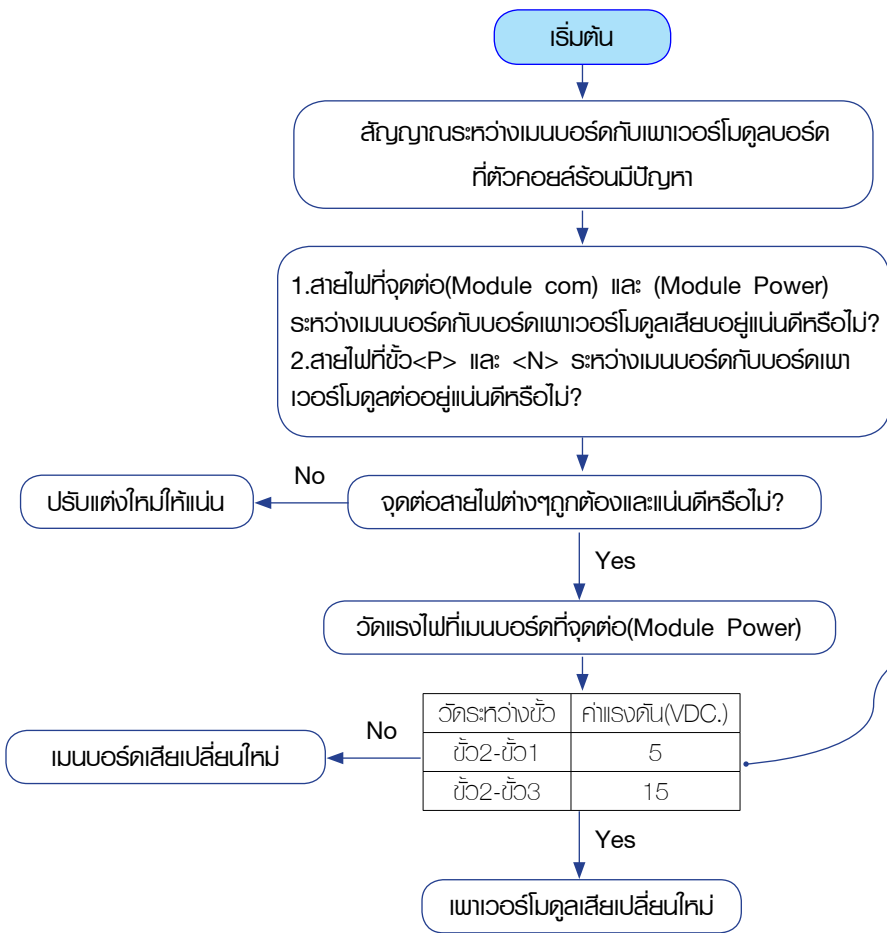 เริ่มต้น
สัญญาณระหว่างเมนบอร์ดกับเพาเวอร์โมดูลบอร์ด
ที่ตัวคอยล์ร้อนมีปัญหา
1.สายไฟที่จุดต่อ(Module com) และ (Module Power)
ระหว่างเมนบอร์ดกับบอร์ดเพาเวอร์โมดูลเสียบอยู่แน่นดีหรือไม่?
2.สายไฟที่ขั้ว<P> และ <N> ระหว่างเมนบอร์ดกับบอร์ดเพา
เวอร์โมดูลต่ออยู่แน่นดีหรือไม่?
No
ปรับแต่งใหม่ให้แน่น
จุดต่อสายไฟต่างๆถูกต้องและแน่นดีหรือไม่?
Yes
วัดแรงไฟที่เมนบอร์ดที่จุดต่อ(Module Power)
วัดระหว่างขั้ว ค่าแรงดัน(VDC.)
No
เมนบอร์ดเสียเปลี่ยนใหม่
ขั้ว2-ขั้ว1 5
ขั้ว2-ขั้ว3 15
Yes
เพาเวอร์โมดูลเสียเปลี่ยนใหม่